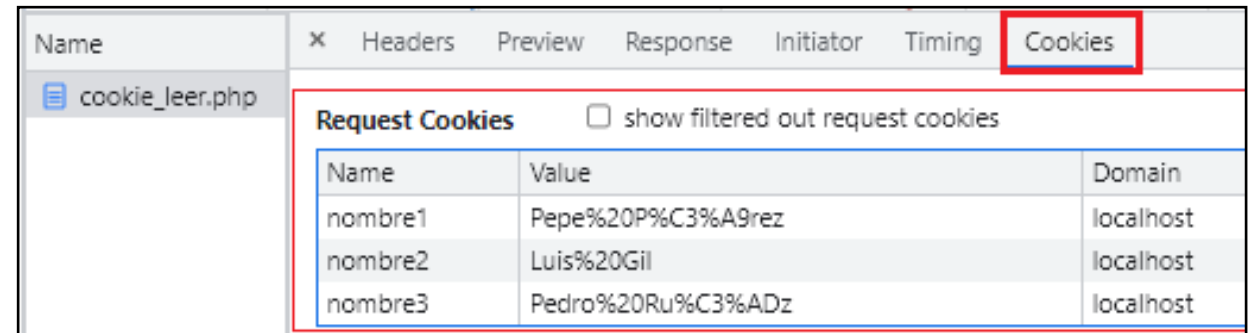 Name
× Headers Preview Response Initiator Timing Cookies
cookie_leer.php
Request Cookies show filtered out request cookies
Name Value Domain
nombre1 Pepe%20P%C3%A9rez localhost
nombre2 Luis%20Gil localhost
nombre3 Pedro%20Ru%C3%ADz localhost